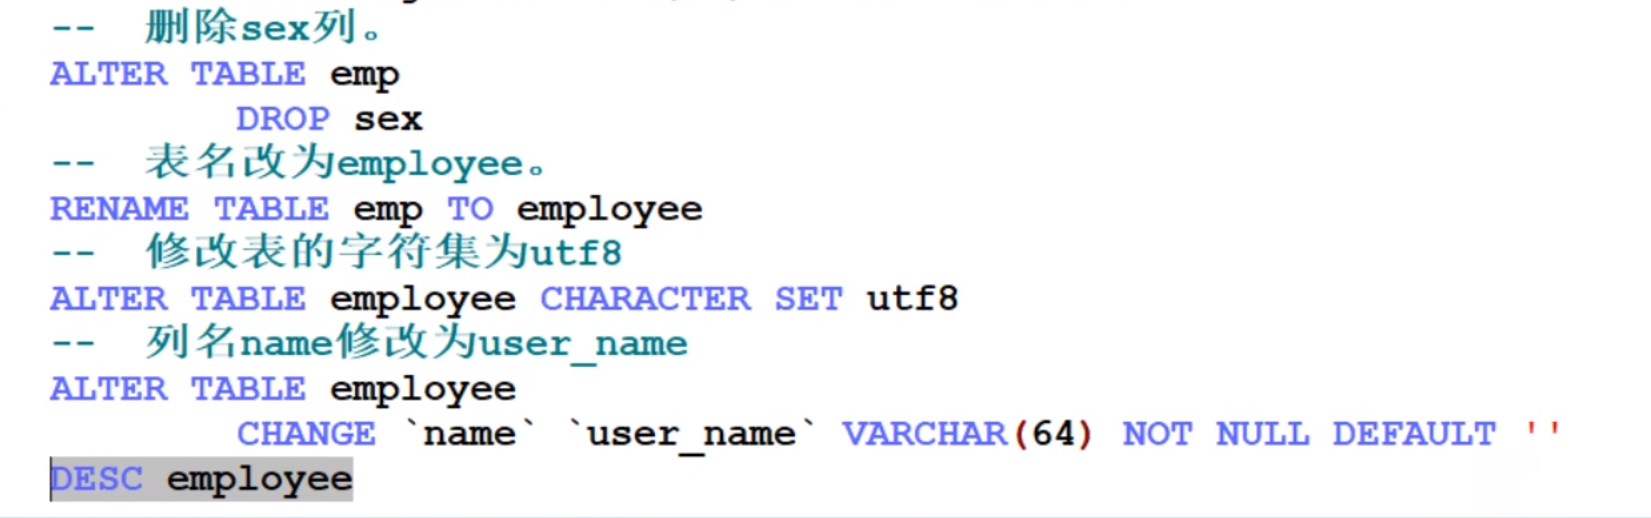 -- 删除sex列。
ALTER TABLE emp
DROP sex
-- 表名改为employee。
RENAME TABLE emp TO employee
-- 修改表的字符集为utf8
ALTER TABLE employee CHARACTER SET utf8
-- 列名name修改为user_name
ALTER TABLE employee
CHANGE `name` `user_name` VARCHAR(64) NOT NULL DEFAULT ''
DESC employee